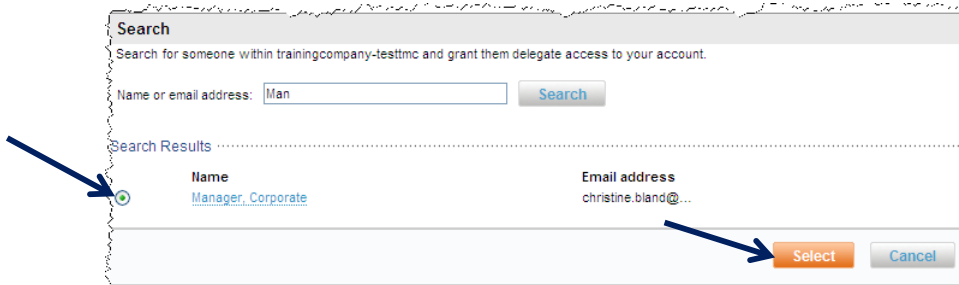 Search
Search for someone within trainingcompany-testtmc and grant them delegate access to your account.
Name or email address: Man Search
Search Results
Name Email address
Manager, Corporate christine.bland@...
Select Cancel